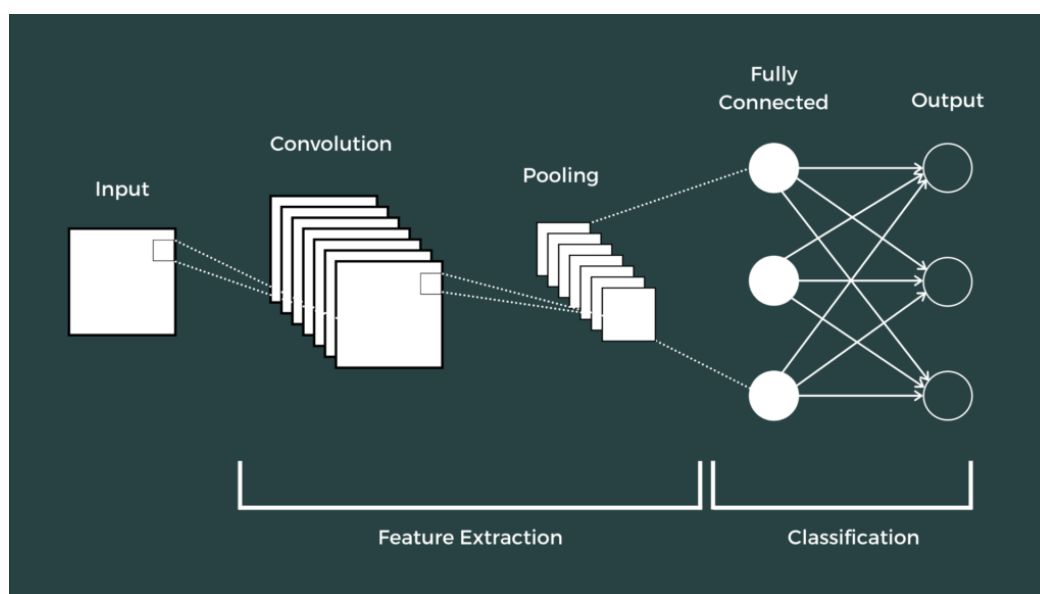 Input
Convolution
Pooling
Fully
Connected
Output
Feature Extraction
Classification